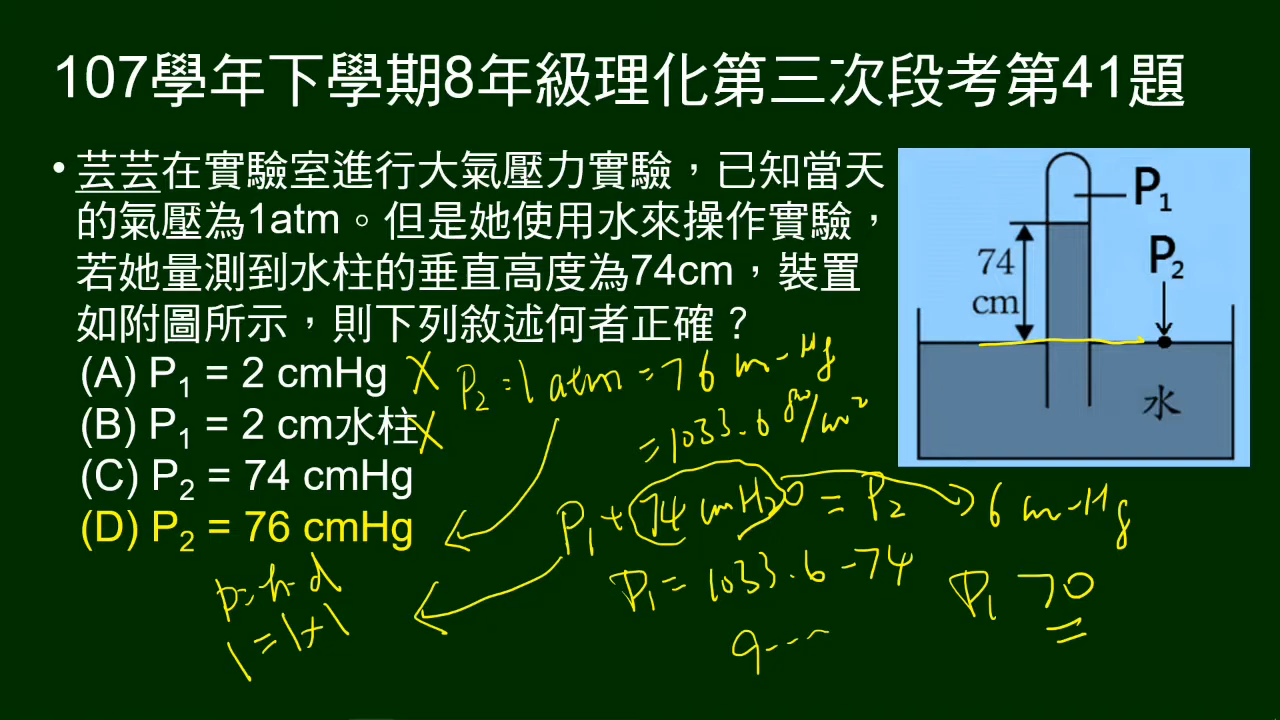 107學年下學期8年級理化第三次段考第41題
• 芸芸在實驗室進行大氣壓力實驗，已知當天
的氣壓為1atm。但是她使用水來操作實驗，
若她量測到水柱的垂直高度為74cm，裝置
如附圖所示，則下列敘述何者正確？
(A) P₁ = 2 cmHg X
(B) P₁ = 2 cm水柱 X
(C) P₂ = 74 cmHg
(D) P₂ = 76 cmHg
P₁
P₂
74
cm
水
P₂ = 1 atm = 76 cm-Hg
= 1033.6 gw/cm²
P₁ + 74 cmH₂O = P₂
6 cm-Hg
P₁ = 1033.6 - 74
9---
P₁ 70
P = h · d
1 = 1 + 1